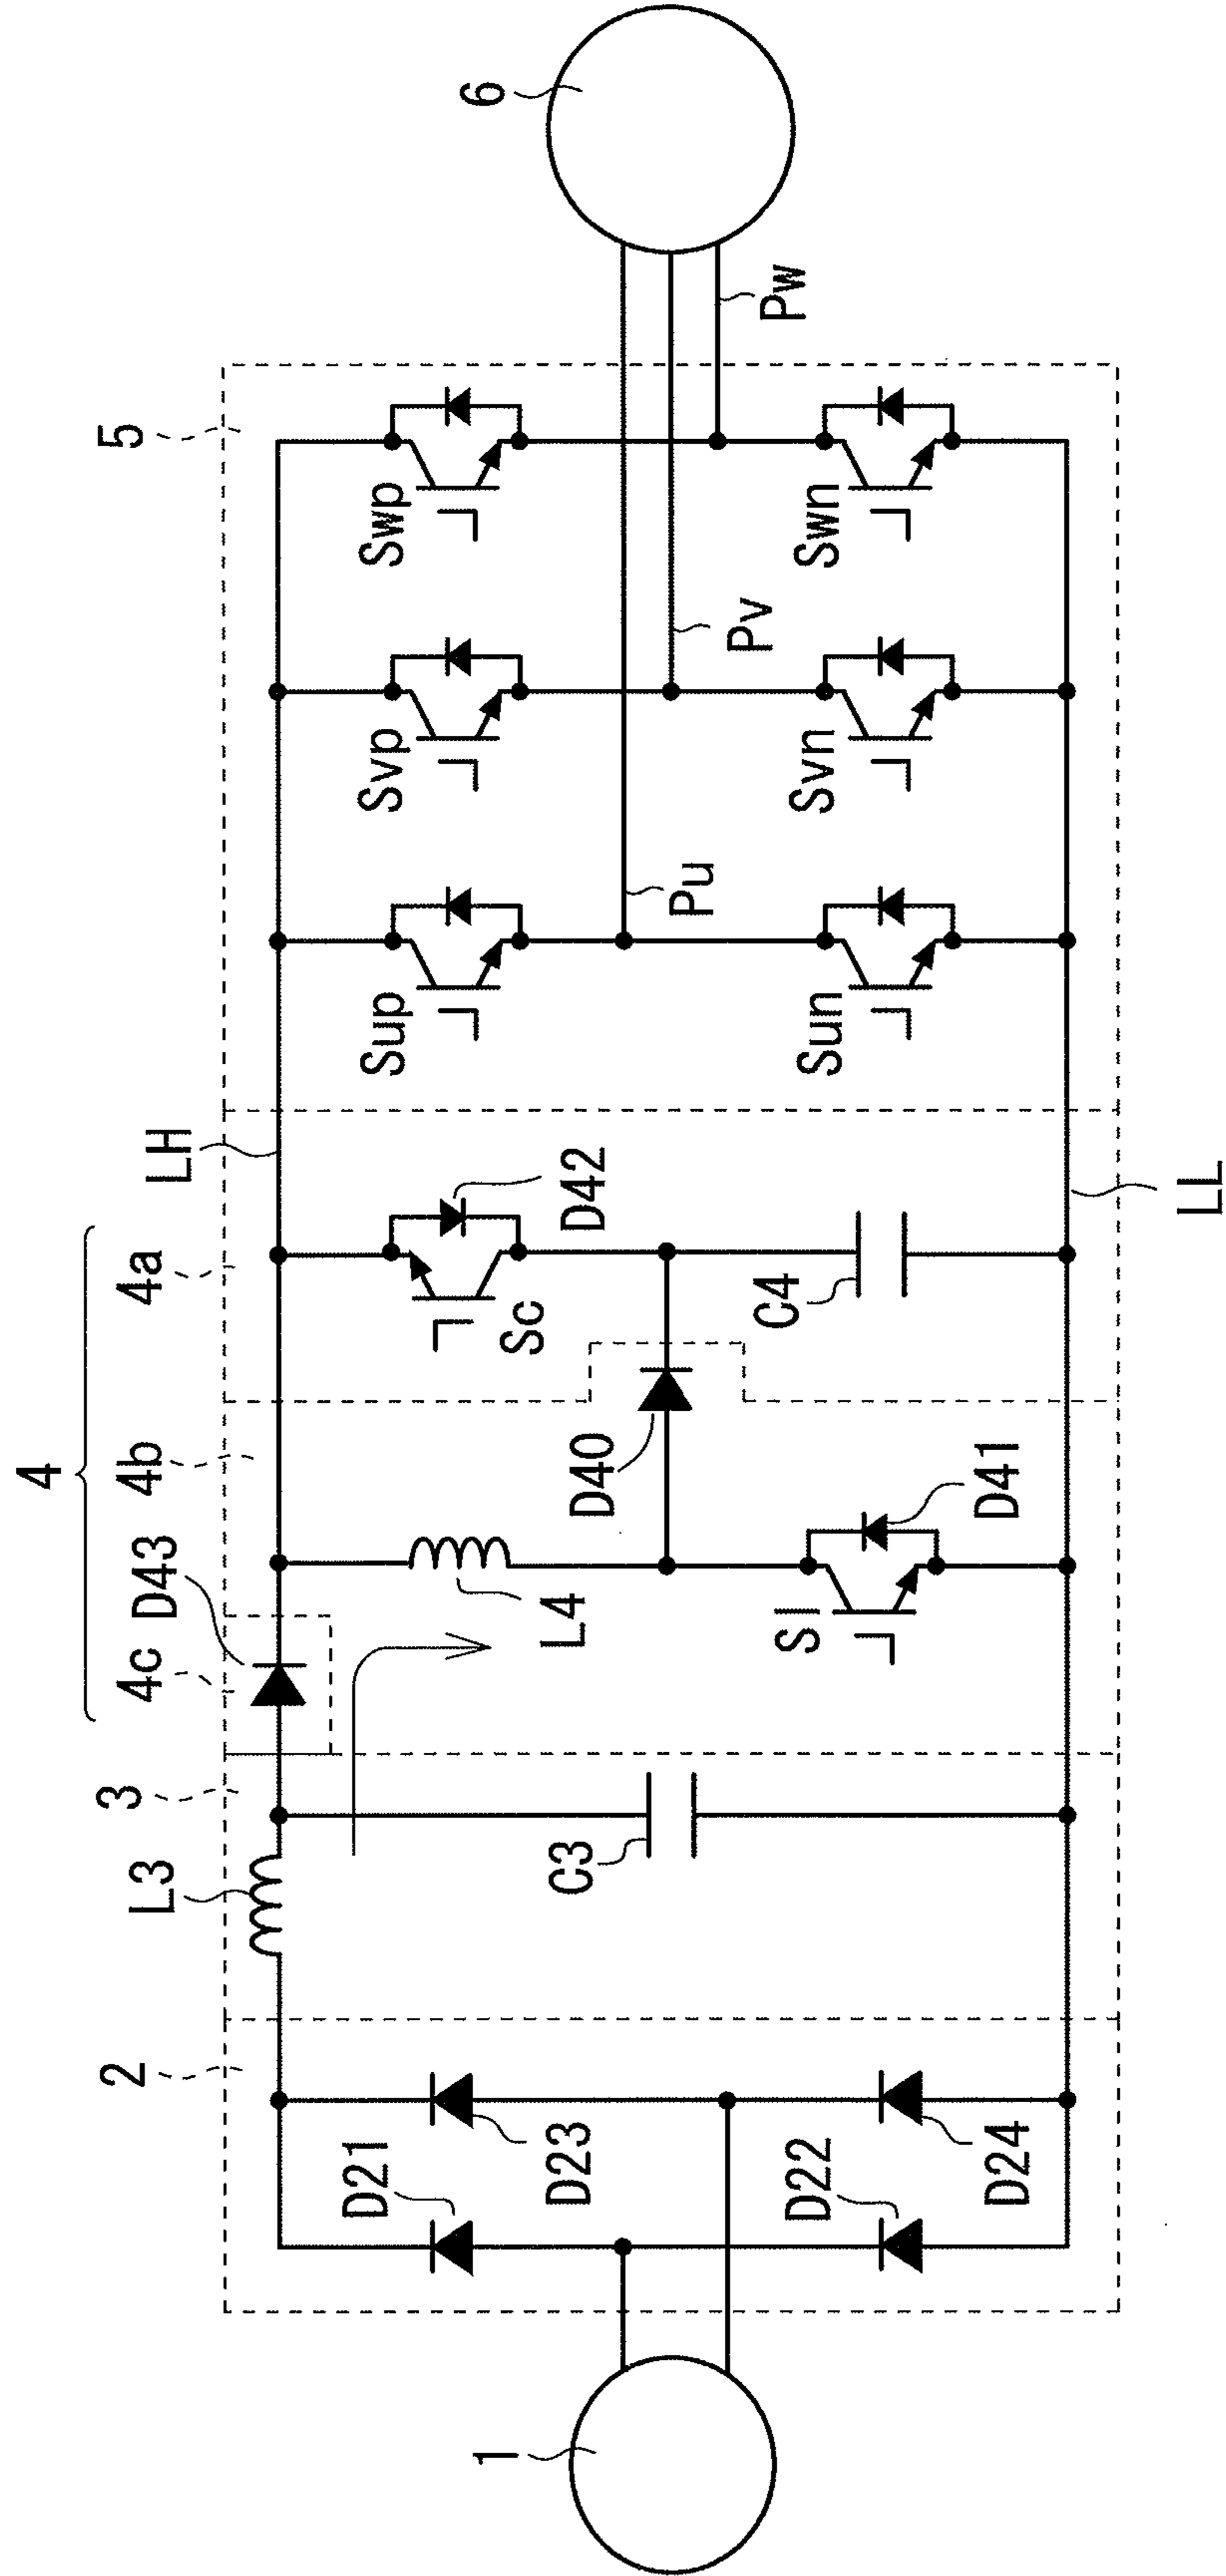 4
2
L3
3
4c
D43
4b
4a
LH
5
D21
Sup
Svp
Swp
1
6
D23
C3
L4
D40
Sc
D42
Pu
Pv
Pw
D22
Sl
C4
Sun
Svn
Swn
D24
D41
LL